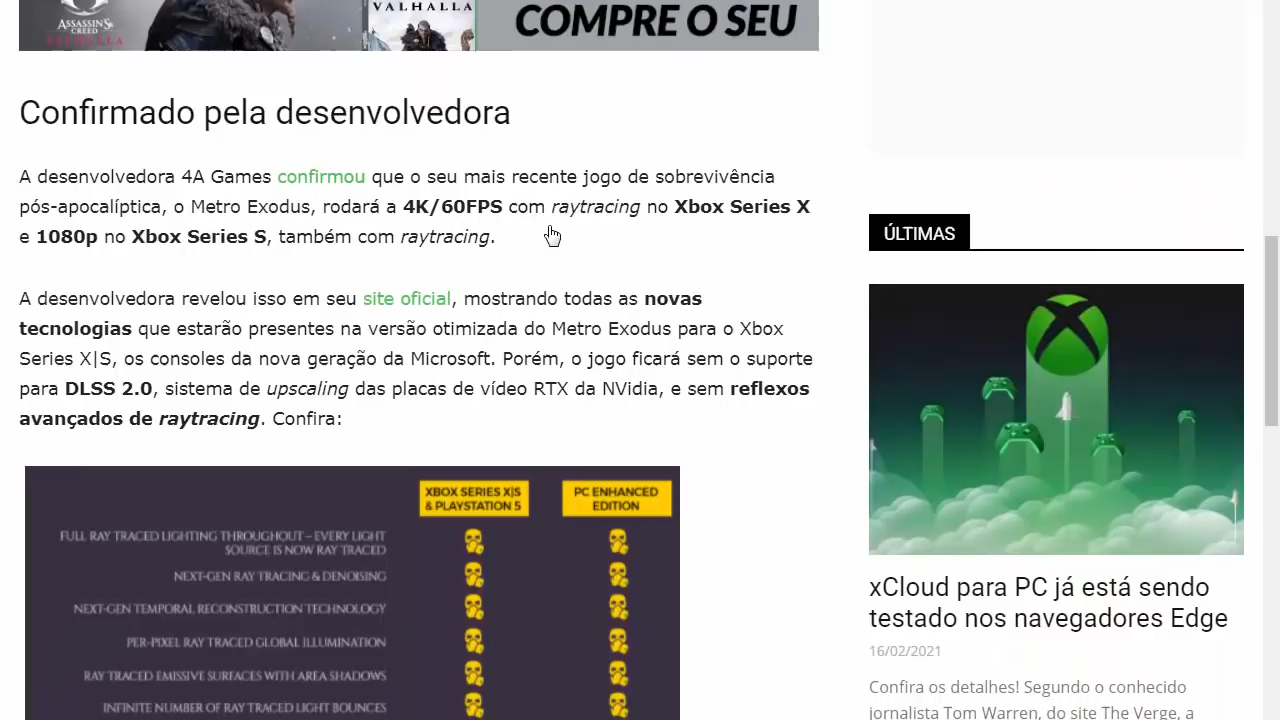 ASSASSIN'S
CREED
VALHALLA
VALHALLA
COMPRE O SEU
Confirmado pela desenvolvedora
A desenvolvedora 4A Games confirmou que o seu mais recente jogo de sobrevivência
pós-apocalíptica, o Metro Exodus, rodará a 4K/60FPS com raytracing no Xbox Series X
e 1080p no Xbox Series S, também com raytracing.
A desenvolvedora revelou isso em seu site oficial, mostrando todas as novas
tecnologias que estarão presentes na versão otimizada do Metro Exodus para o Xbox
Series X|S, os consoles da nova geração da Microsoft. Porém, o jogo ficará sem o suporte
para DLSS 2.0, sistema de upscaling das placas de vídeo RTX da NVidia, e sem reflexos
avançados de raytracing. Confira:
XBOX SERIES X|S
& PLAYSTATION 5
PC ENHANCED
EDITION
FULL RAY TRACED LIGHTING THROUGHOUT – EVERY LIGHT
SOURCE IS NOW RAY TRACED
NEXT-GEN RAY TRACING & DENOISING
NEXT-GEN TEMPORAL RECONSTRUCTION TECHNOLOGY
PER-PIXEL RAY TRACED GLOBAL ILLUMINATION
RAY TRACED EMISSIVE SURFACES WITH AREA SHADOWS
INFINITE NUMBER OF RAY TRACED LIGHT BOUNCES
ÚLTIMAS
xCloud para PC já está sendo
testado nos navegadores Edge
16/02/2021
Confira os detalhes! Segundo o conhecido
jornalista Tom Warren, do site The Verge, a